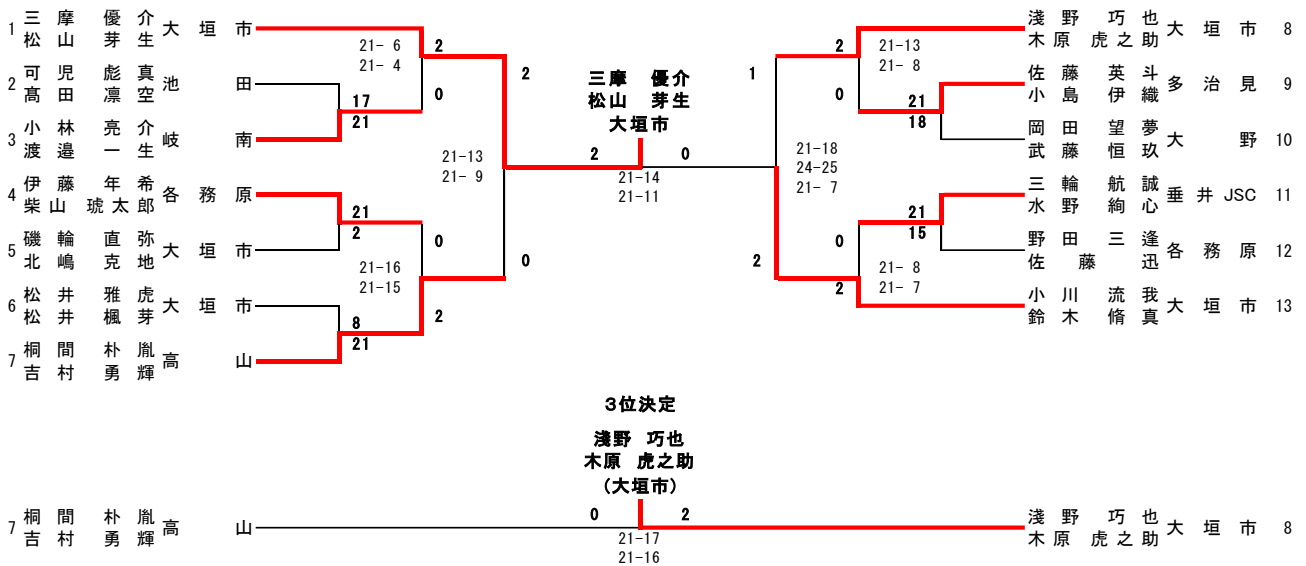 1 三摩 優介 大垣市
松山 芽生
2 可児 彪真 池田
髙田 凛空
3 小林 亮介 岐南
渡邉 一生
4 伊藤 年希 各務原
柴山 琥太郎
5 磯輪 直弥 大垣市
北嶋 克地
6 松井 雅虎 大垣市
松井 楓芽
7 桐間 朴胤 高山
吉村 勇輝
21- 6
21- 4
2
0
17
21
21
2
21-16
21-15
0
2
8
21
2
21-13
21- 9
0
三摩 優介
松山 芽生
大垣市
2 0
21-14
21-11
1
21-18
24-25
21- 7
2
2
21-13
21- 8
0
21
18
21
15
0
21- 8
21- 7
2
淺野 巧也 大垣市 8
木原 虎之助
佐藤 英斗 多治見 9
小島 伊織
岡田 望夢 大野 10
武藤 恒玖
三輪 航誠 垂井JSC 11
水野 絢心
野田 三逢 各務原 12
佐藤 迅
小川 流我 大垣市 13
鈴木 脩真
3位決定
淺野 巧也
木原 虎之助
(大垣市)
7 桐間 朴胤 高山
吉村 勇輝
0 2
21-17
21-16
淺野 巧也 大垣市 8
木原 虎之助